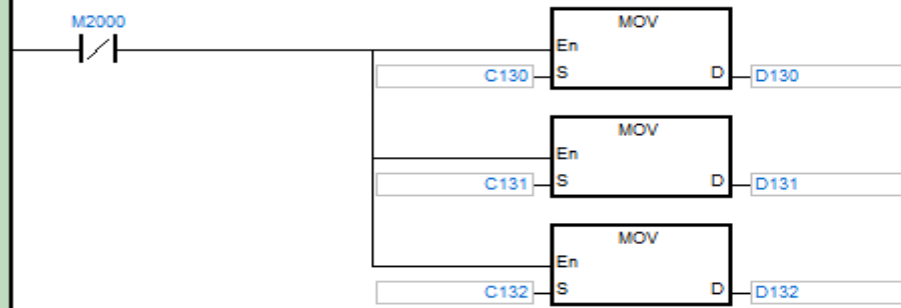 M2000
MOV
En
C130 S D D130
MOV
En
C131 S D D131
MOV
En
C132 S D D132